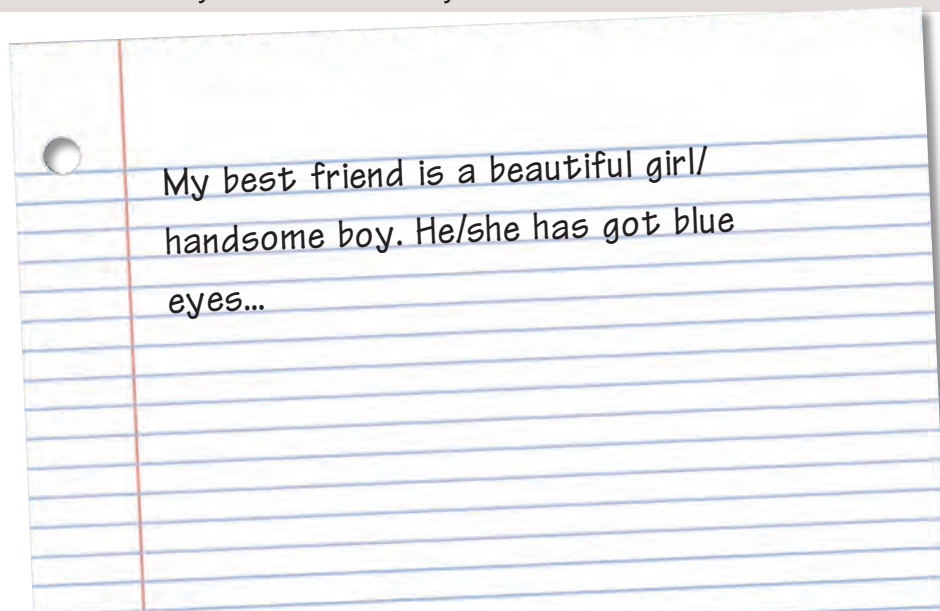 My best friend is a beautiful girl/
handsome boy. He/she has got blue
eyes...